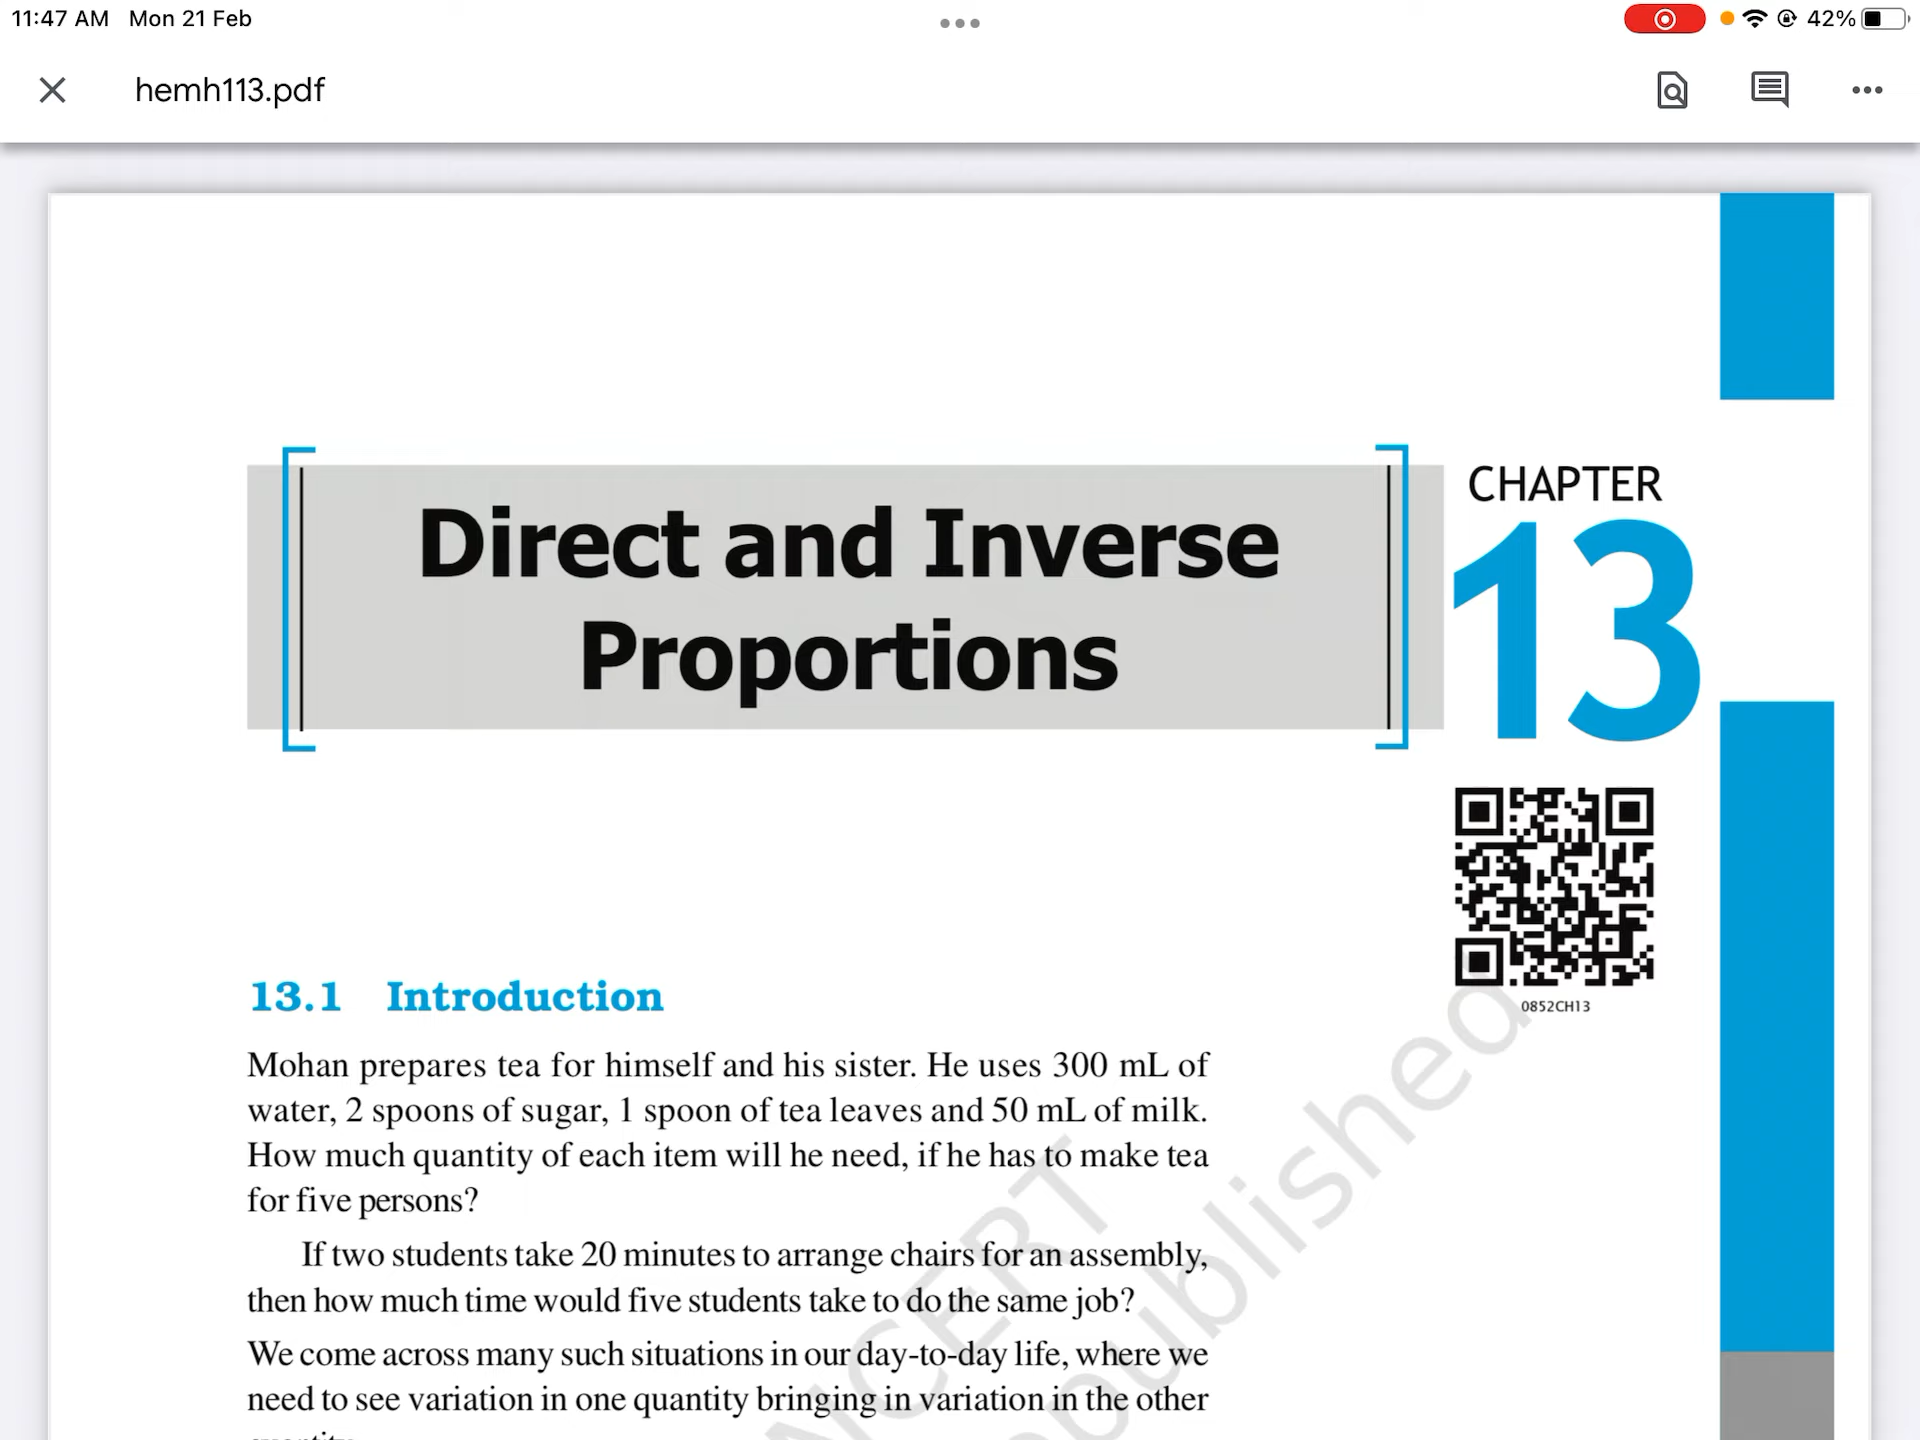 11:47 AM Mon 21 Feb
42%
hemh113.pdf
Direct and Inverse
Proportions
CHAPTER
13
0852CH13
13.1 Introduction
Mohan prepares tea for himself and his sister. He uses 300 mL of
water, 2 spoons of sugar, 1 spoon of tea leaves and 50 mL of milk.
How much quantity of each item will he need, if he has to make tea
for five persons?
If two students take 20 minutes to arrange chairs for an assembly,
then how much time would five students take to do the same job?
We come across many such situations in our day-to-day life, where we
need to see variation in one quantity bringing in variation in the other
NCERT
published